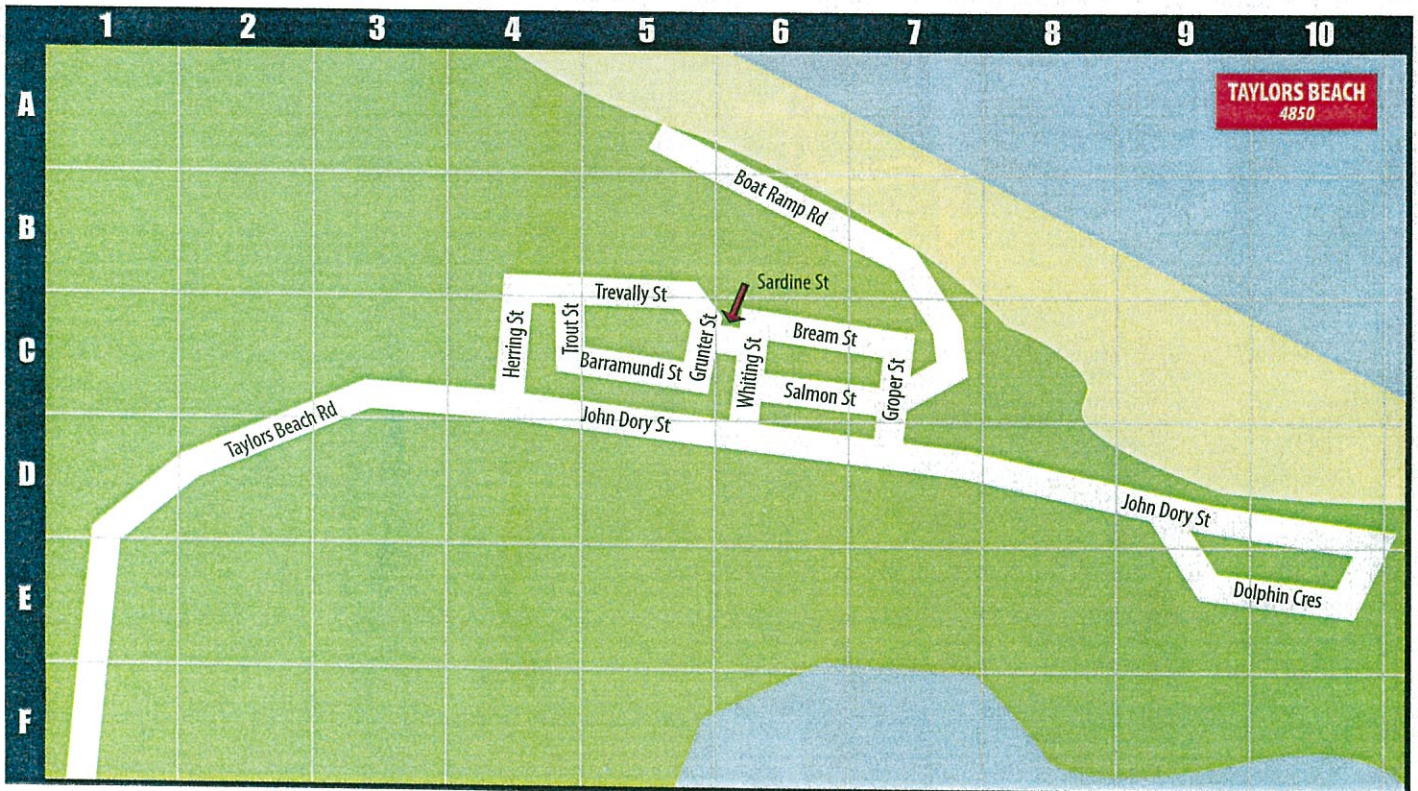 1 2 3 4 5 6 7 8 9 10
A
TAYLORS BEACH
4850
B
Boat Ramp Rd
Sardine St
Trevally St
C
Herring St
Trout St
Grunter St
Bream St
Barramundi St
Whiting St
Salmon St
Groper St
Taylors Beach Rd
John Dory St
D
John Dory St
E
Dolphin Cres
F